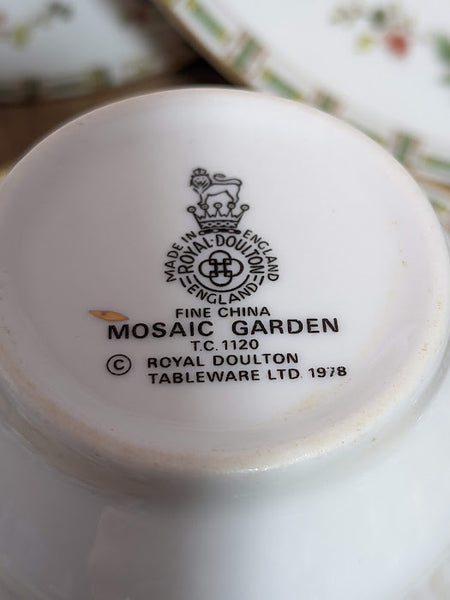 MADE IN ENGLAND
ROYAL·DOULTON
ENGLAND
FINE CHINA
MOSAIC GARDEN
T.C. 1120
© ROYAL DOULTON
TABLEWARE LTD. 1978